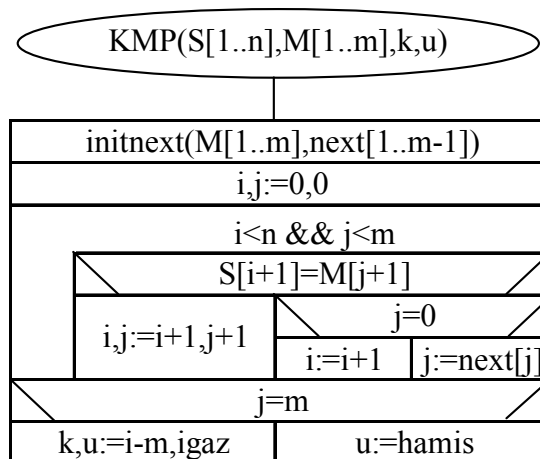 KMP(S[1..n],M[1..m],k,u)
initnext(M[1..m],next[1..m-1])
i,j:=0,0
i<n && j<m
S[i+1]=M[j+1]
i,j:=i+1,j+1
j=0
i:=i+1
j:=next[j]
j=m
k,u:=i-m,igaz
u:=hamis